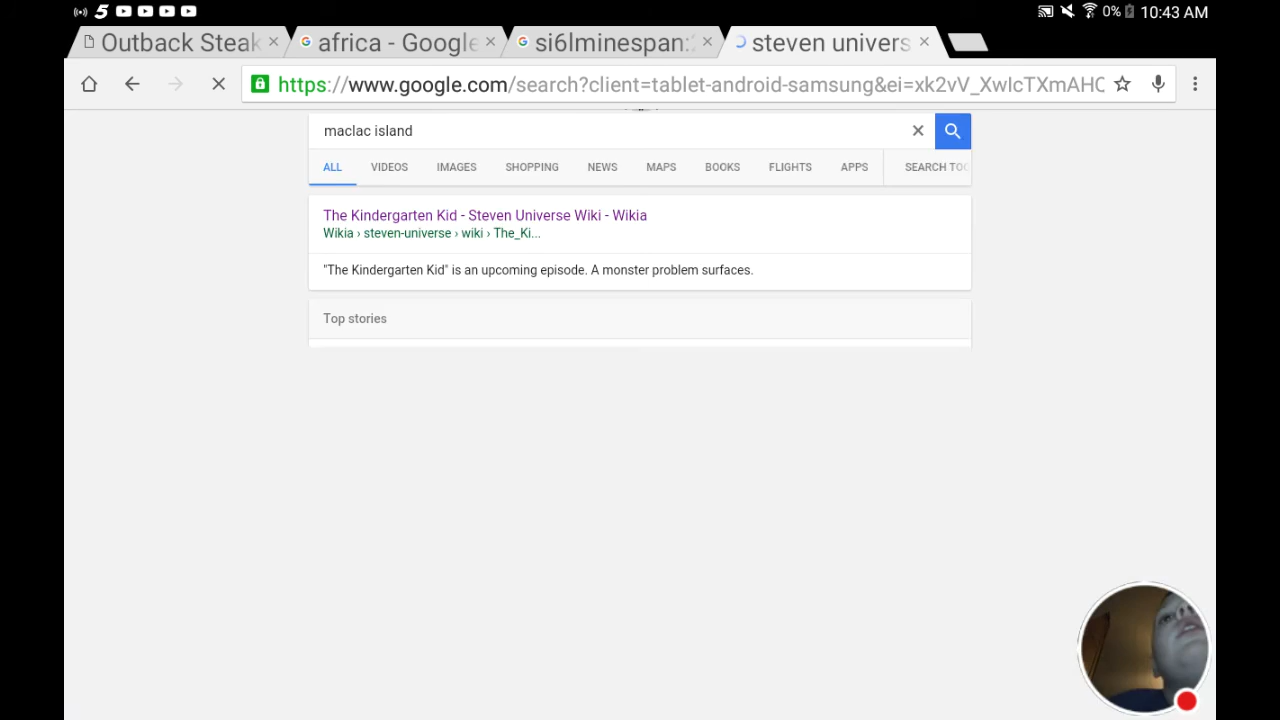 5 0% 10:43 AM
Outback Steak africa - Google si6lminespan: steven univers
https://www.google.com/search?client=tablet-android-samsung&ei=xk2vV_XwIcTXmAHC
maclac island
ALL VIDEOS IMAGES SHOPPING NEWS MAPS BOOKS FLIGHTS APPS SEARCH TOO
The Kindergarten Kid - Steven Universe Wiki - Wikia
Wikia › steven-universe › wiki › The_Ki...
"The Kindergarten Kid" is an upcoming episode. A monster problem surfaces.
Top stories